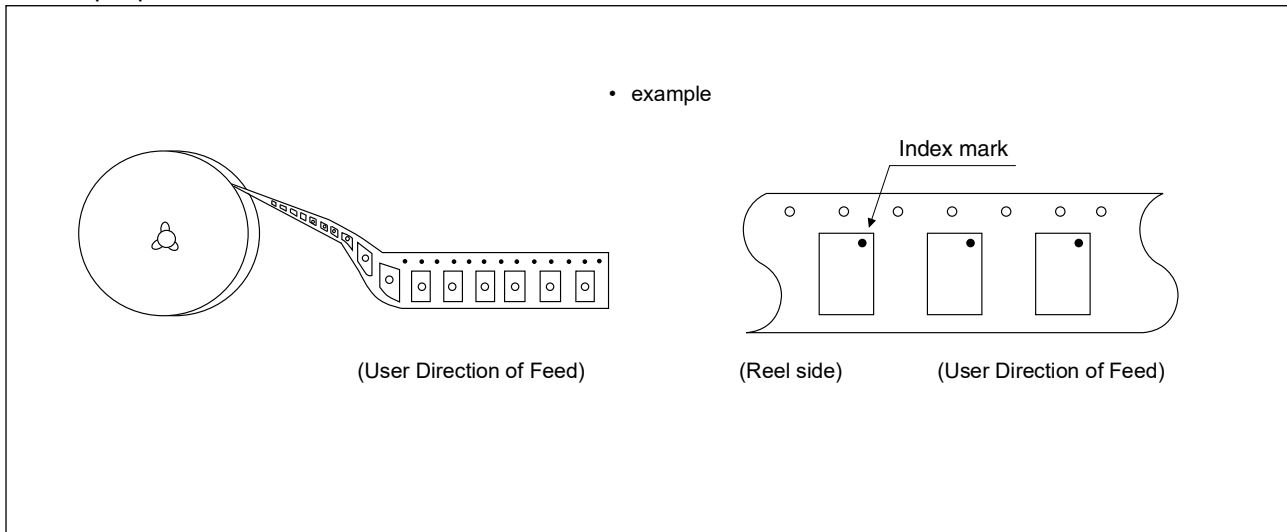 • example
Index mark
(User Direction of Feed)
(Reel side)
(User Direction of Feed)